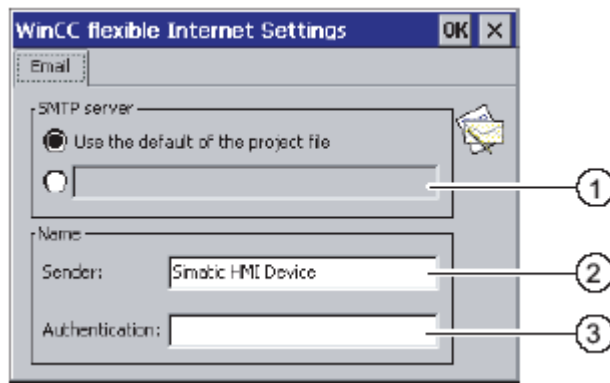 WinCC flexible Internet Settings OK ×
Email
SMTP server
Use the default of the project file
1
Name
Sender: Simatic HMI Device 2
Authentication: 3